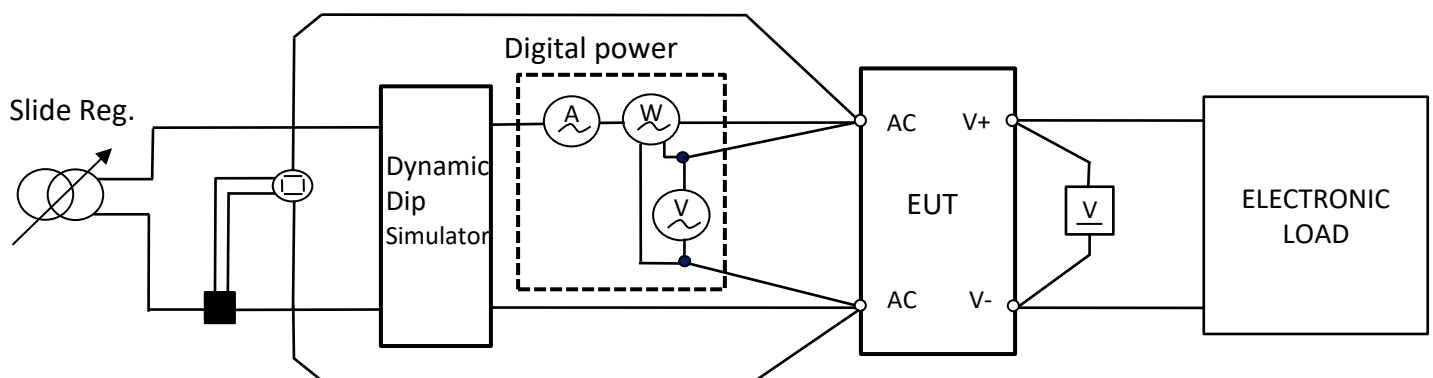 Digital power
Slide Reg.
A
W
AC
V+
Dynamic
Dip
Simulator
V
EUT
V
ELECTRONIC
LOAD
AC
V-